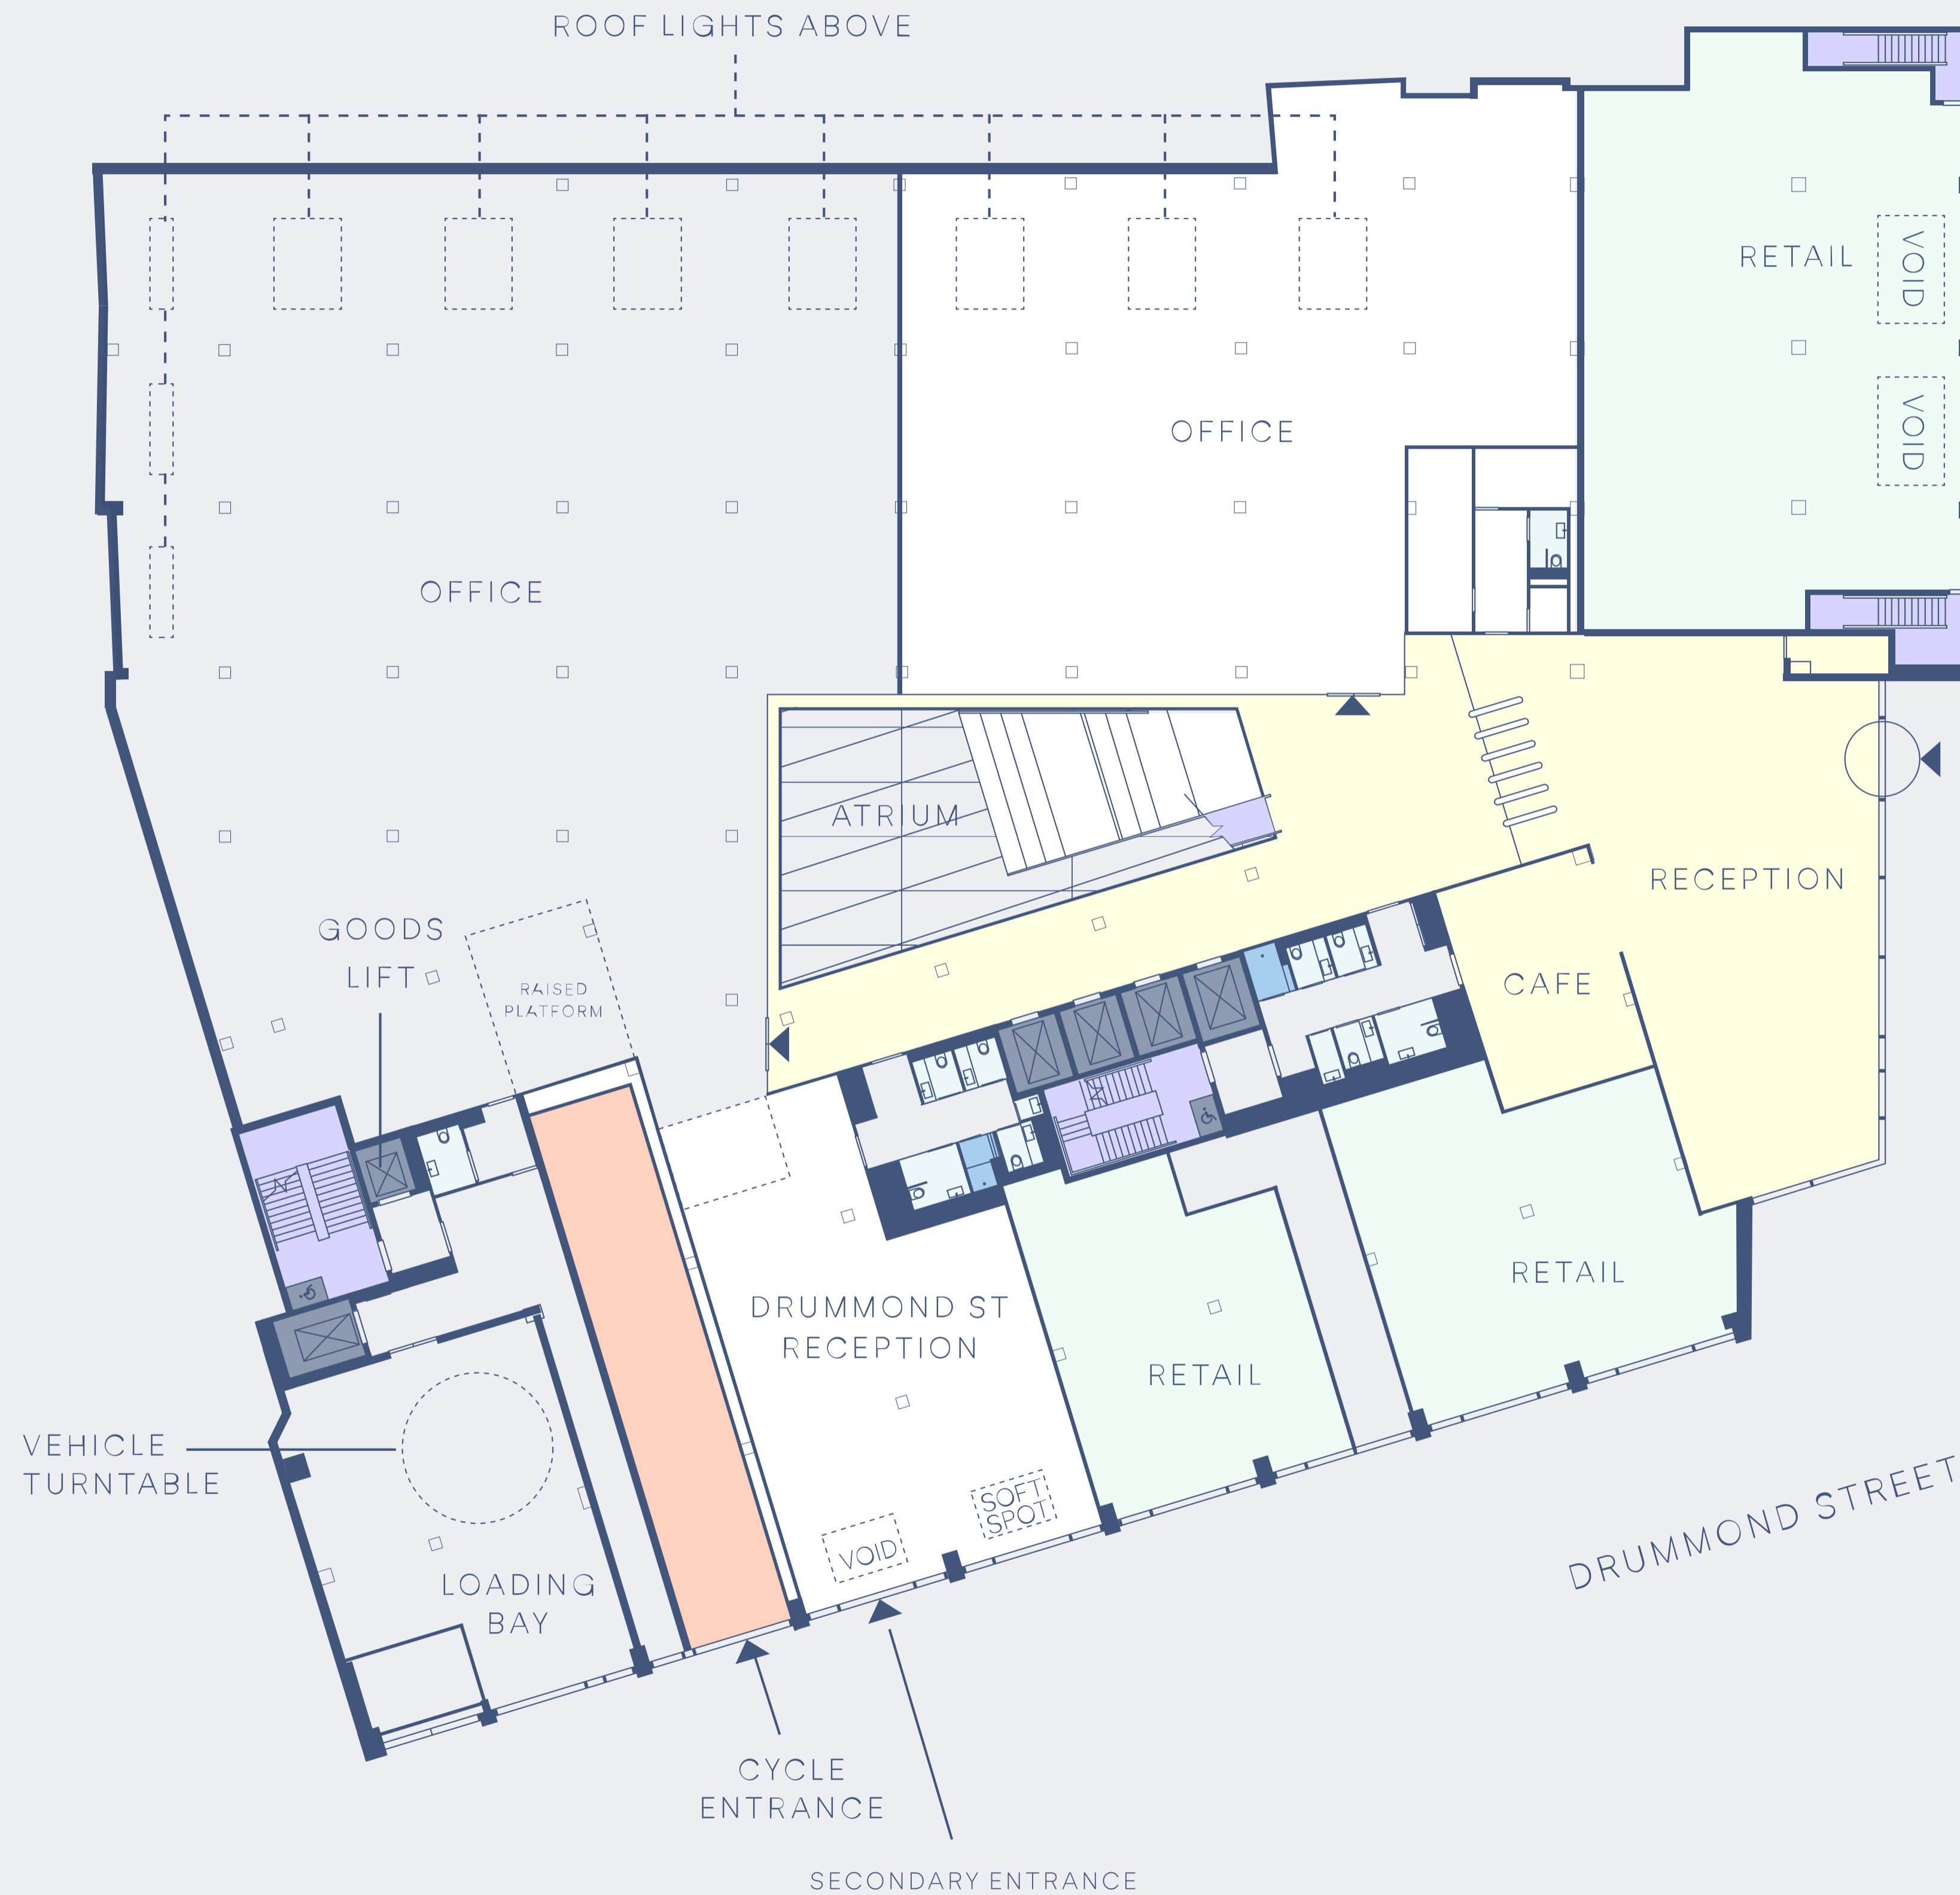 ROOF LIGHTS ABOVE
RETAIL
VOID
VOID
OFFICE
OFFICE
ATRIUM
RECEPTION
GOODS
LIFT
RAISED
PLATFORM
CAFE
RETAIL
DRUMMOND ST
RECEPTION
RETAIL
VEHICLE
TURNTABLE
SOFT
SPOT
VOID
DRUMMOND STREET
LOADING
BAY
CYCLE
ENTRANCE
SECONDARY ENTRANCE